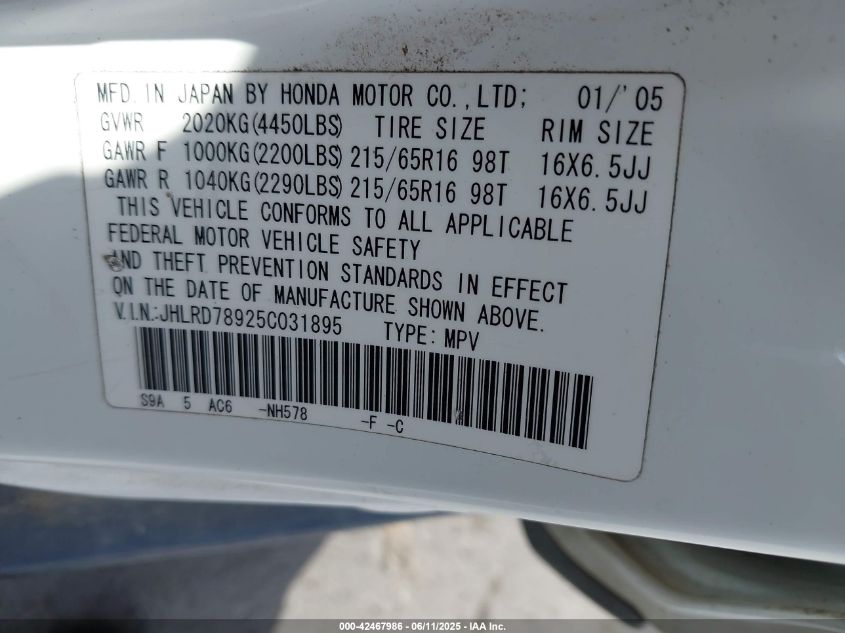 MFD. IN JAPAN BY HONDA MOTOR CO.,LTD; 01/'05
GVWR 2020KG(4450LBS) TIRE SIZE RIM SIZE
GAWR F 1000KG(2200LBS) 215/65R16 98T 16X6.5JJ
GAWR R 1040KG(2290LBS) 215/65R16 98T 16X6.5JJ
THIS VEHICLE CONFORMS TO ALL APPLICABLE
FEDERAL MOTOR VEHICLE SAFETY
AND THEFT PREVENTION STANDARDS IN EFFECT
ON THE DATE OF MANUFACTURE SHOWN ABOVE.
V.I.N.:JHLRD78925C031895 TYPE: MPV
S9A 5 AC6 -NH578 -F -C
000-42467986 - 06/11/2025 - IAA Inc.